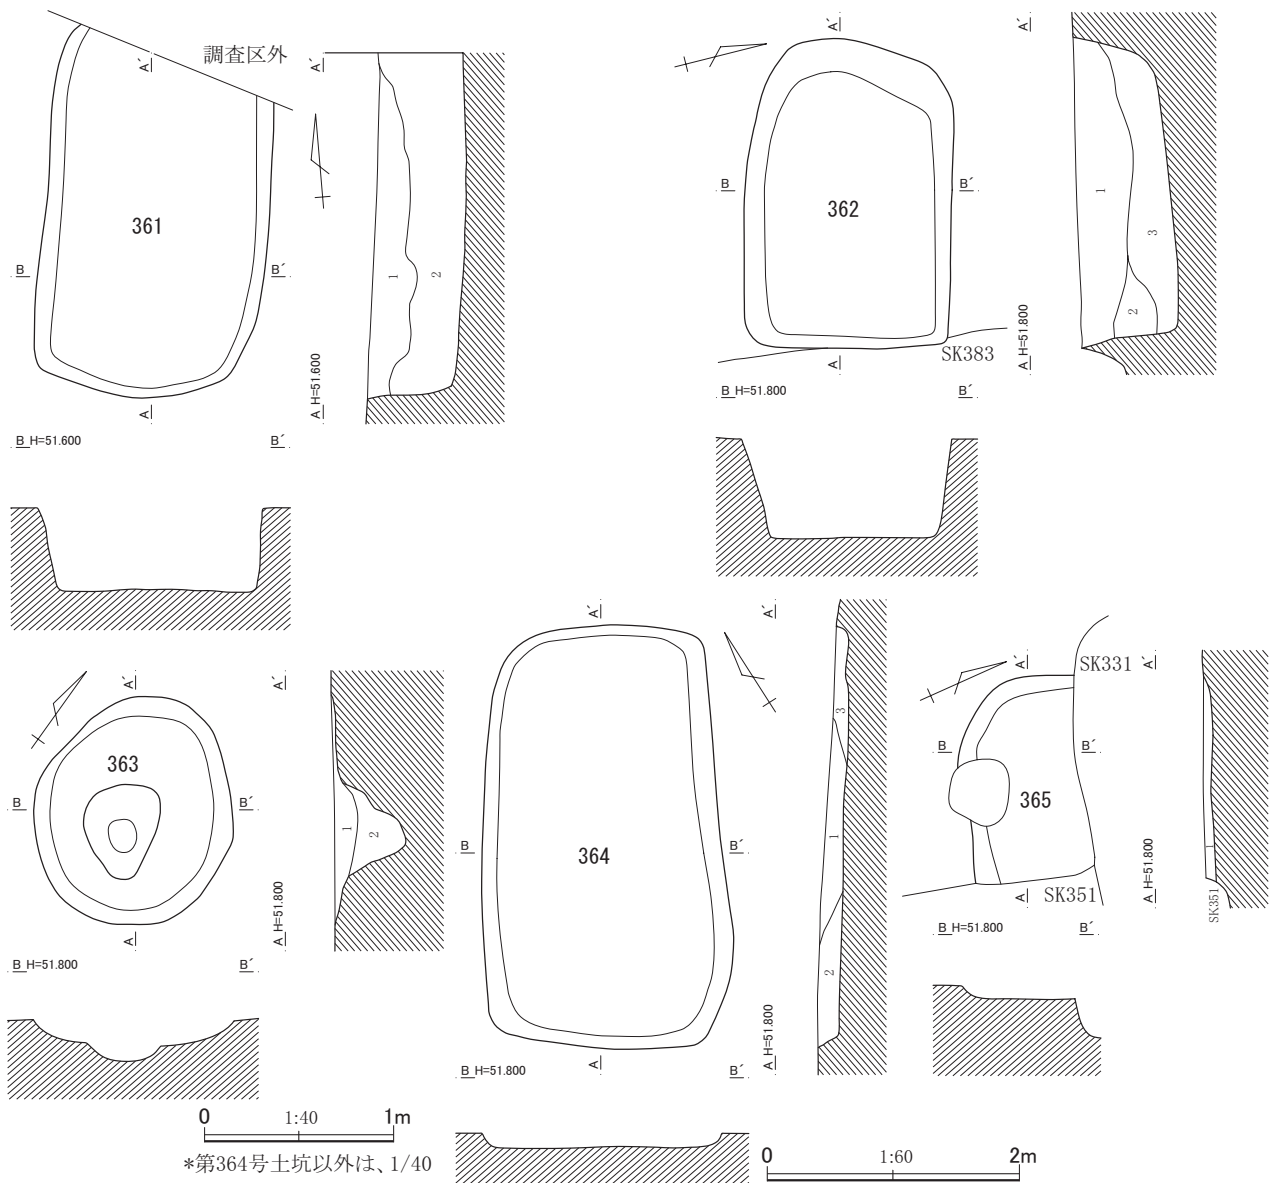 調査区外
A´
A´
361
B
B´
1
2
A
A H=51.600
B H=51.600
B´
A´
A´
362
B
B´
1
3
2
SK383
A
A H=51.800
B H=51.800
B´
A´
A´
363
B
B´
1
2
A
A H=51.800
B H=51.800
B´
A´
A´
364
B
B´
3
1
2
A
A H=51.800
B H=51.800
B´
A´
SK331
A´
B
B´
365
1
SK351
A
A H=51.800
SK351
B H=51.800
B´
0 1:40 1m
*第364号土坑以外は、1/40
0 1:60 2m